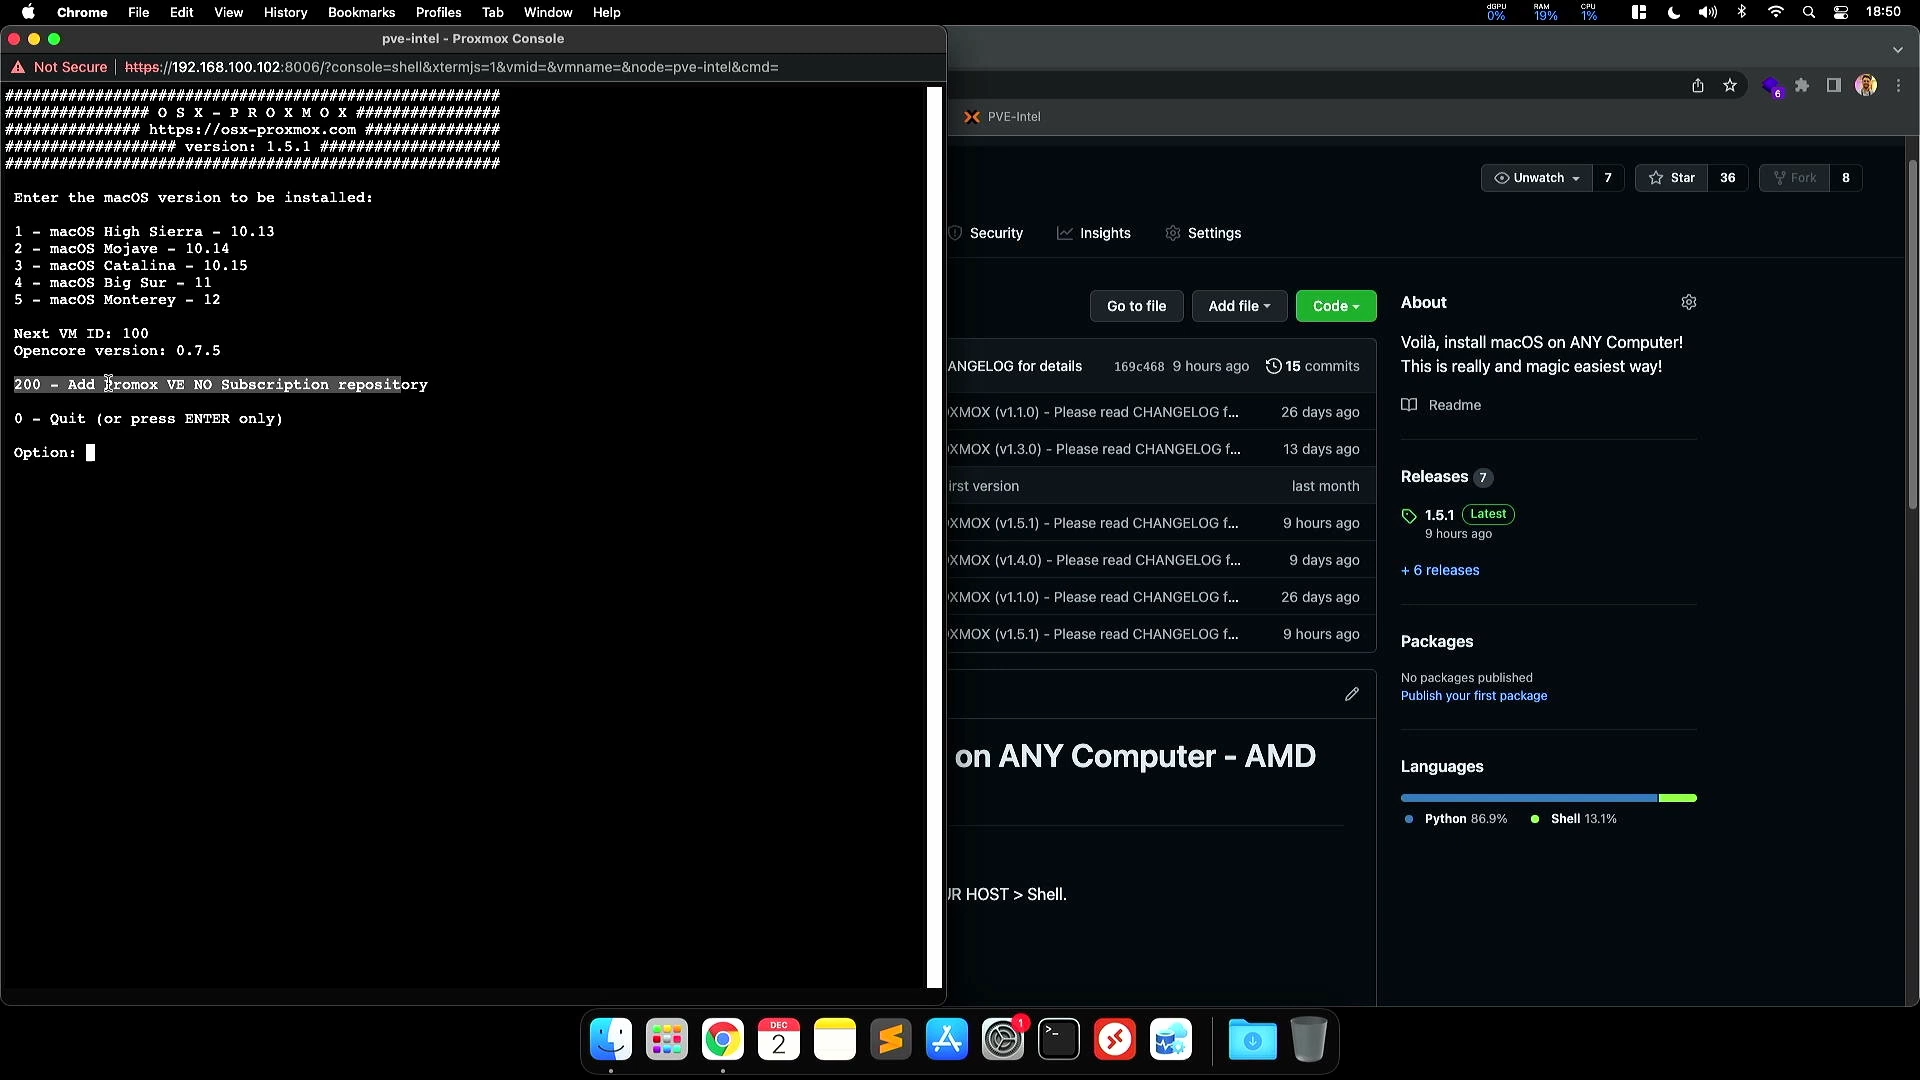 Chrome File Edit View History Bookmarks Profiles Tab Window Help
dGPU 0% RAM 19% CPU 1% 18:50
pve-intel - Proxmox Console
Not Secure https://192.168.100.102:8006/?console=shell&xtermjs=1&vmid=&vmname=&node=pve-intel&cmd=
###############################################################
################ O S X - P R O X M O X ################
############### https://osx-proxmox.com ###############
################### version: 1.5.1 ####################
###############################################################
Enter the macOS version to be installed:
1 - macOS High Sierra - 10.13
2 - macOS Mojave - 10.14
3 - macOS Catalina - 10.15
4 - macOS Big Sur - 11
5 - macOS Monterey - 12
Next VM ID: 100
Opencore version: 0.7.5
200 - Add Promox VE NO Subscription repository
0 - Quit (or press ENTER only)
Option:
6
PVE-Intel
Unwatch 7 Star 36 Fork 8
Security Insights Settings
Go to file Add file Code
ANGELOG for details 169c468 9 hours ago 15 commits
XMOX (v1.1.0) - Please read CHANGELOG f... 26 days ago
XMOX (v1.3.0) - Please read CHANGELOG f... 13 days ago
irst version last month
XMOX (v1.5.1) - Please read CHANGELOG f... 9 hours ago
XMOX (v1.4.0) - Please read CHANGELOG f... 9 days ago
XMOX (v1.1.0) - Please read CHANGELOG f... 26 days ago
XMOX (v1.5.1) - Please read CHANGELOG f... 9 hours ago
on ANY Computer - AMD
UR HOST > Shell.
About
Voilà, install macOS on ANY Computer!
This is really and magic easiest way!
Readme
Releases 7
1.5.1 Latest
9 hours ago
+ 6 releases
Packages
No packages published
Publish your first package
Languages
Python 86.9% Shell 13.1%
DEC
2
1